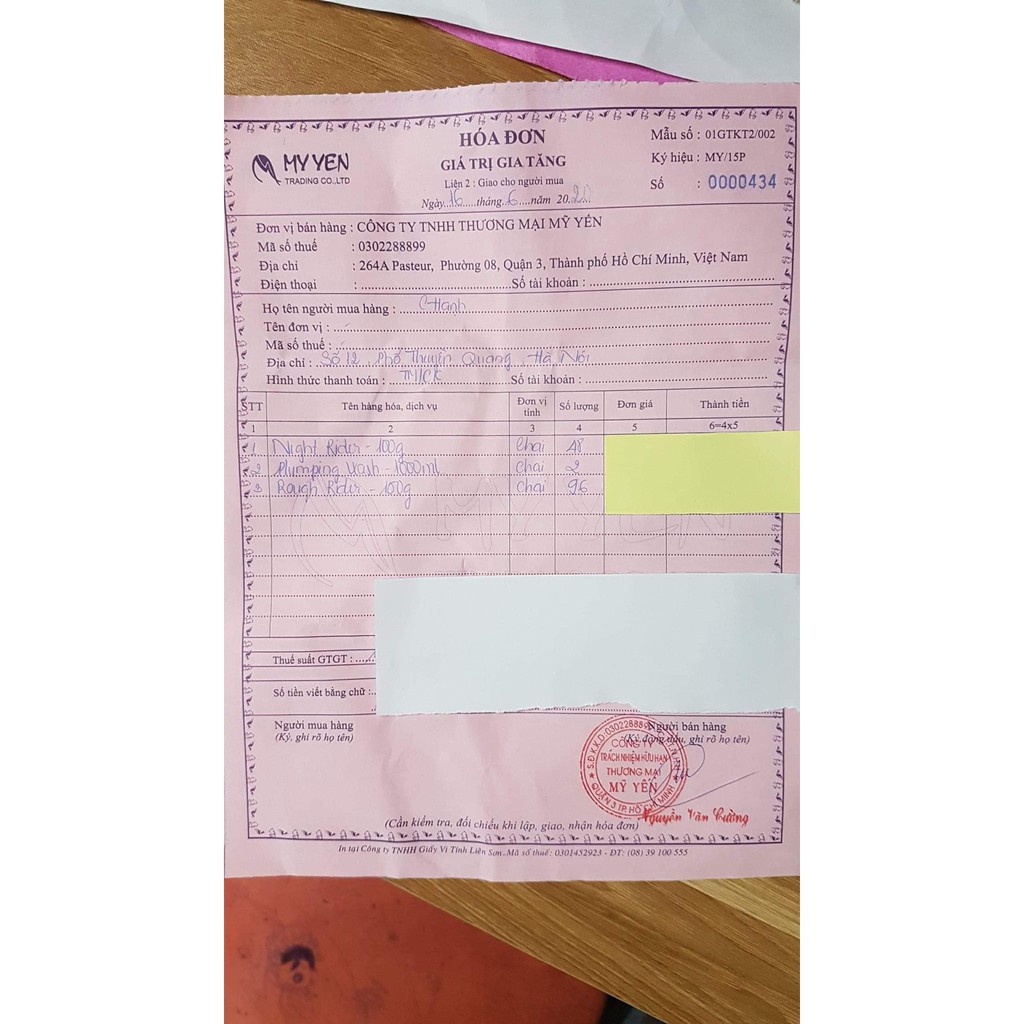 MY YEN
TRADING CO.,LTD
HÓA ĐƠN
GIÁ TRỊ GIA TĂNG
Liên 2 : Giao cho người mua
Ngày 16 tháng 6 năm 2020
Mẫu số : 01GTKT2/002
Ký hiệu : MY/15P
Số : 0000434
Đơn vị bán hàng : CÔNG TY TNHH THƯƠNG MẠI MỸ YẾN
Mã số thuế : 0302288899
Địa chỉ : 264A Pasteur, Phường 08, Quận 3, Thành phố Hồ Chí Minh, Việt Nam
Điện thoại : Số tài khoản :
Họ tên người mua hàng : C Hạnh
Tên đơn vị :
Mã số thuế :
Địa chỉ : Số 12 Phố Thuyền Quang, Hà Nội
Hình thức thanh toán : TM/CK Số tài khoản :
STT Tên hàng hóa, dịch vụ Đơn vị tính Số lượng Đơn giá Thành tiền
1 2 3 4 5 6=4x5
1 Night Rider - 100g Chai 48
2 Plumping Wash - 1000ml Chai 2
3 Rough Rider - 100g Chai 96
MY YEN
Thuế suất GTGT :
Số tiền viết bằng chữ :
Người mua hàng
(Ký, ghi rõ họ tên)
Người bán hàng
(Ký, đóng dấu, ghi rõ họ tên)
S.Đ.K.K.D:0302288899
CÔNG TY
TRÁCH NHIỆM HỮU HẠN
THƯƠNG MẠI
MỸ YẾN
QUẬN 3 TP. HỒ CHÍ MINH
Nguyễn Văn Cường
(Cần kiểm tra, đối chiếu khi lập, giao, nhận hóa đơn)
In tại Công ty TNHH Giấy Vi Tính Liên Sơn. Mã số thuế : 0301452923 - ĐT: (08) 39 100 555